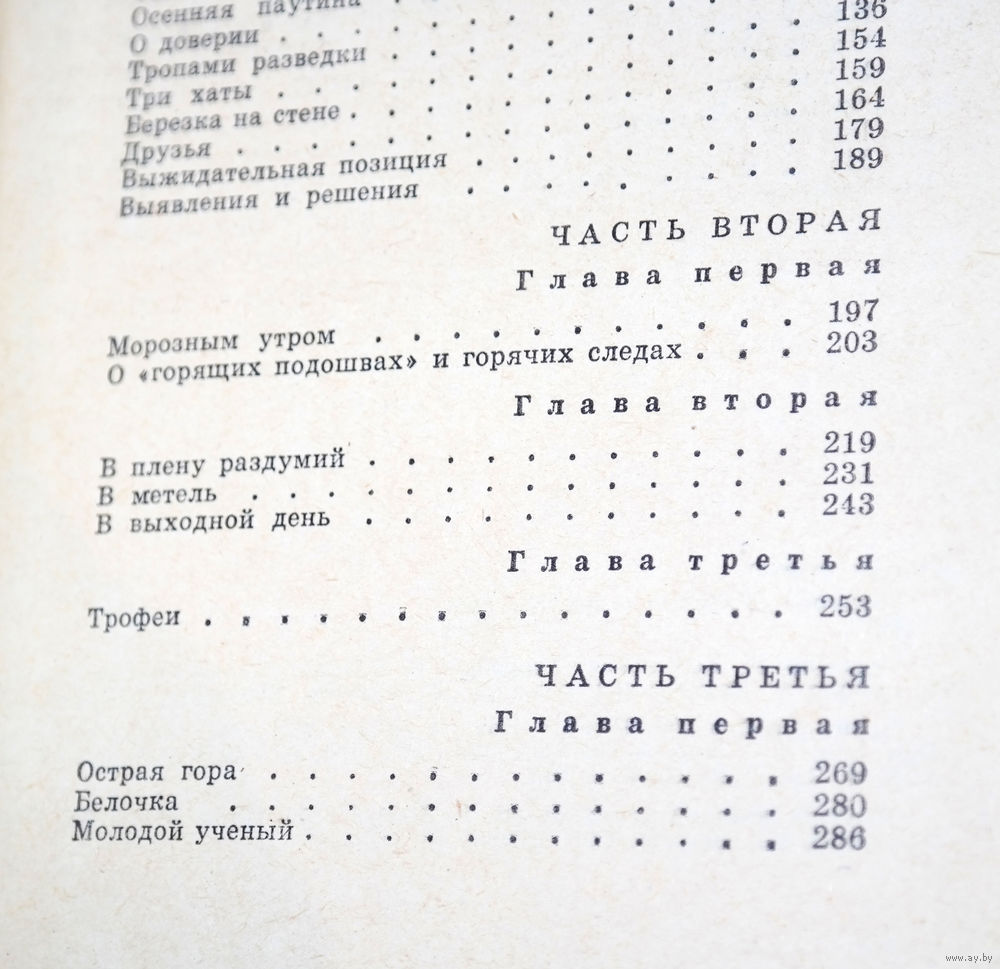 Осенняя паутина . . . . . . . . .
О доверии . . . . . . . . . . .
Тропами разведки . . . . . . . . . 136
Три хаты . . . . . . . . . . . . 154
Березка на стене . . . . . . . . . . 159
Друзья . . . . . . . . . . . . . 164
Выжидательная позиция . . . . . . . . 179
Выявления и решения . . . . . . . . 189
ЧАСТЬ ВТОРАЯ
Глава первая
Морозным утром . . . . . . . . . . . 197
О «горящих подошвах» и горячих следах . . . 203
Глава вторая
В плену раздумий . . . . . . . . . . . 219
В метель . . . . . . . . . . . . . . 231
В выходной день . . . . . . . . . . . 243
Глава третья
Трофеи . . . . . . . . . . . . . . . 253
ЧАСТЬ ТРЕТЬЯ
Глава первая
Острая гора . . . . . . . . . . . . . 269
Белочка . . . . . . . . . . . . . . 280
Молодой ученый . . . . . . . . . . . . 286
www.ay.by